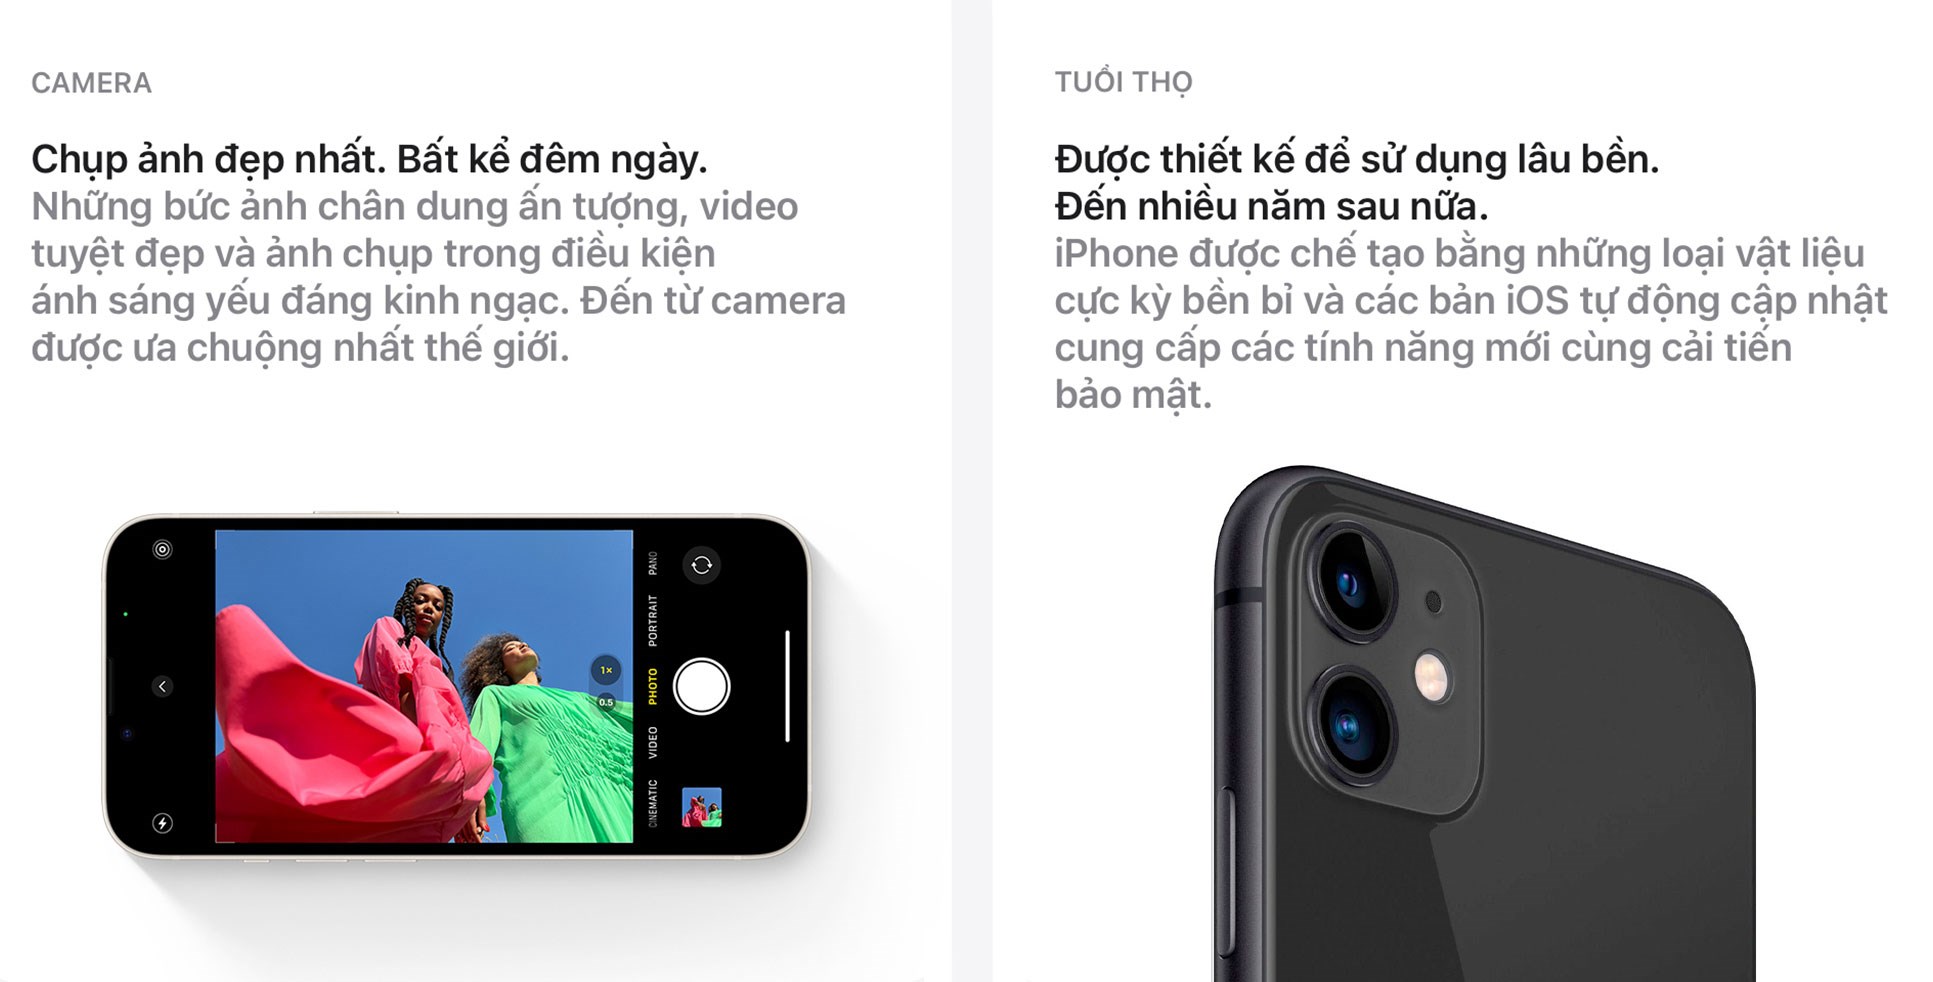 CAMERA
Chụp ảnh đẹp nhất. Bất kể đêm ngày.
Những bức ảnh chân dung ấn tượng, video
tuyệt đẹp và ảnh chụp trong điều kiện
ánh sáng yếu đáng kinh ngạc. Đến từ camera
được ưa chuộng nhất thế giới.
PANO
PORTRAIT
PHOTO
VIDEO
CINEMATIC
1×
0.5
TUỔI THỌ
Được thiết kế để sử dụng lâu bền.
Đến nhiều năm sau nữa.
iPhone được chế tạo bằng những loại vật liệu
cực kỳ bền bỉ và các bản iOS tự động cập nhật
cung cấp các tính năng mới cùng cải tiến
bảo mật.